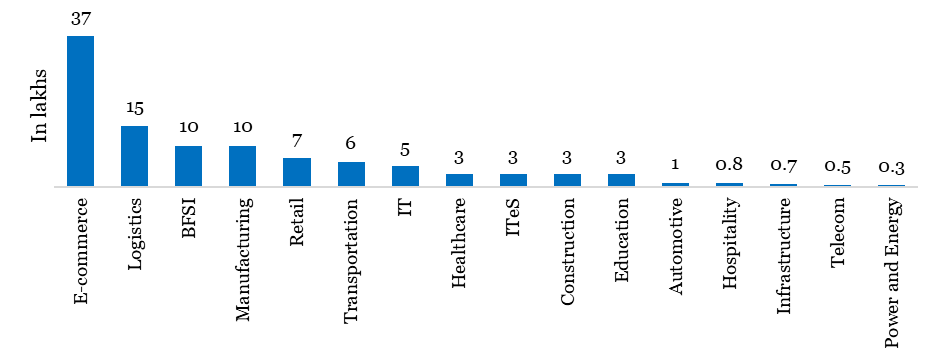 In lakhs
37
15
10
10
7
6
5
3
3
3
3
1
0.8
0.7
0.5
0.3
E-commerce
Logistics
BFSI
Manufacturing
Retail
Transportation
IT
Healthcare
ITeS
Construction
Education
Automotive
Hospitality
Infrastructure
Telecom
Power and Energy